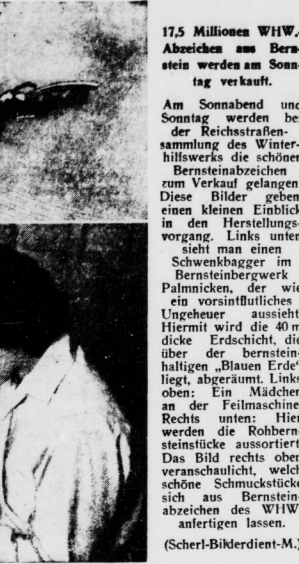 17,5 Millionen WHW.-
Abzeichen aus Bern-
stein werden am Sonn-
tag verkauft.
Am Sonnabend und
Sonntag werden bei
der Reichsstraßen-
sammlung des Winter-
hilfswerks die schönen
Bernsteinabzeichen
zum Verkauf gelangen.
Diese Bilder geben
einen kleinen Einblick
in den Herstellungs-
vorgang. Links unten
sieht man einen
Schwenkbagger im
Bernsteinbergwerk
Palmnicken, der wie
ein vorsintflutliches
Ungeheuer aussieht.
Hiermit wird die 40 m
dicke Erdschicht, die
über der bernstein-
haltigen „Blauen Erde“
liegt, abgeräumt. Links
oben: Ein Mädchen
an der Feilmaschine.
Rechts unten: Hier
werden die Rohbern-
steinstücke aussortiert.
Das Bild rechts oben
veranschaulicht, welch
schöne Schmuckstücke
sich aus Bernstein-
abzeichen des WHW.
anfertigen lassen.
(Scherl-Bilderdienst-M.)